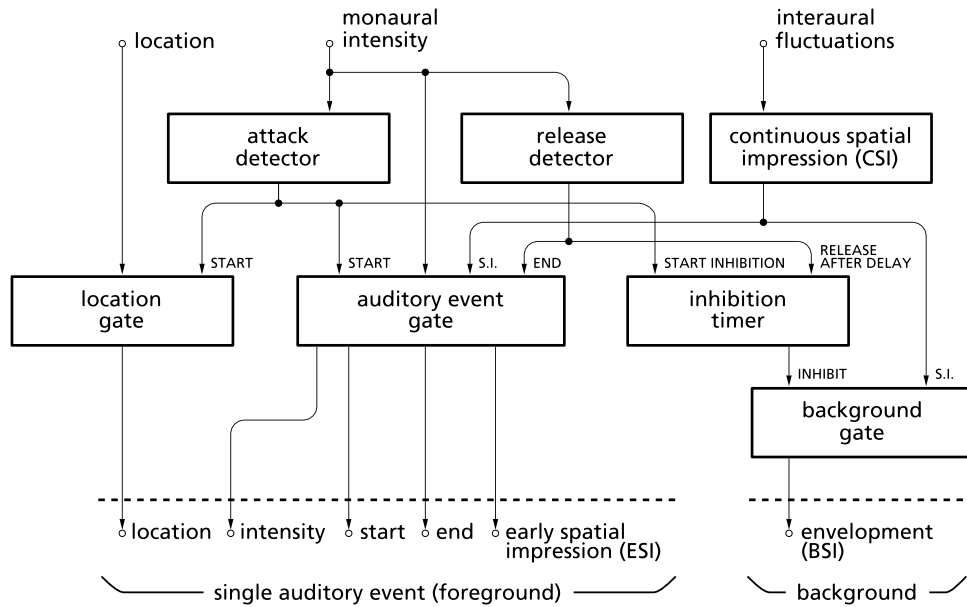 location
monaural
intensity
interaural
fluctuations
attack
detector
release
detector
continuous spatial
impression (CSI)
START
START
S.I.
END
START INHIBITION
RELEASE
AFTER DELAY
location
gate
auditory event
gate
inhibition
timer
INHIBIT
S.I.
background
gate
location
intensity
start
end
early spatial
impression (ESI)
envelopment
(BSI)
single auditory event (foreground)
background